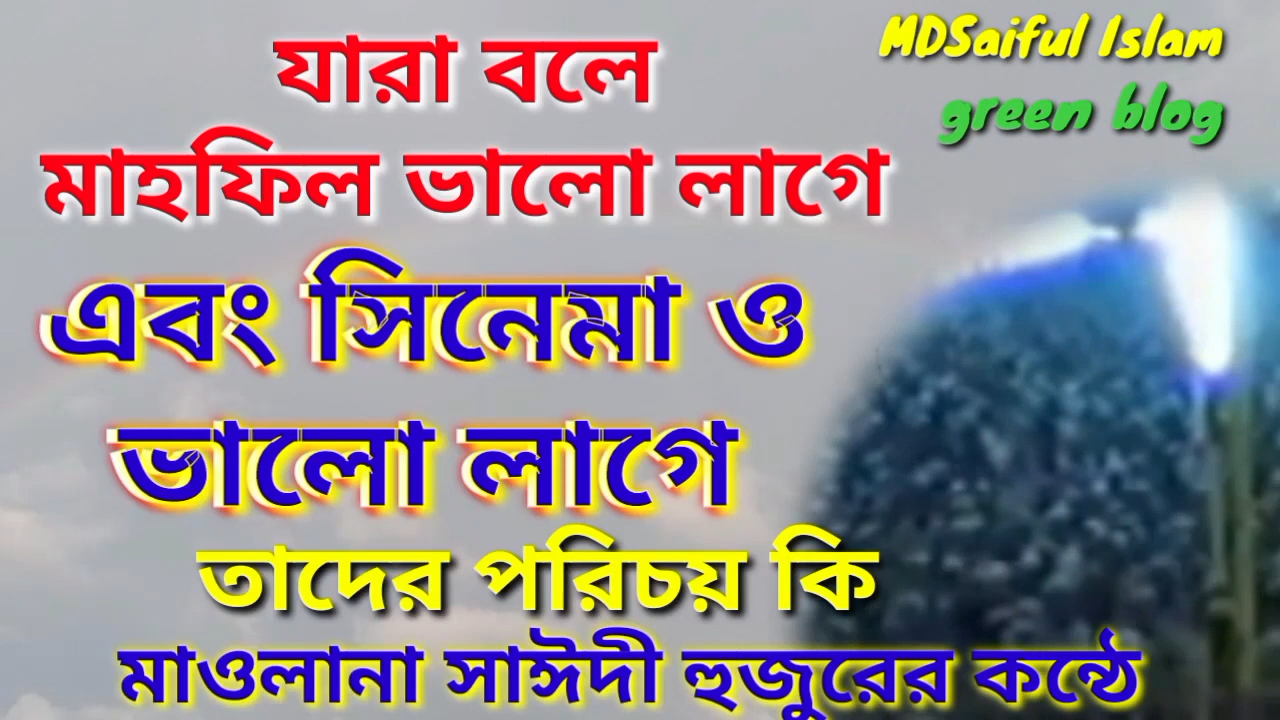 MDSaiful Islam
green blog
যারা বলে
মাহফিল ভালো লাগে
এবং সিনেমা ও
ভালো লাগে
তাদের পরিচয় কি
মাওলানা সাঈদী হুজুরের কন্ঠে